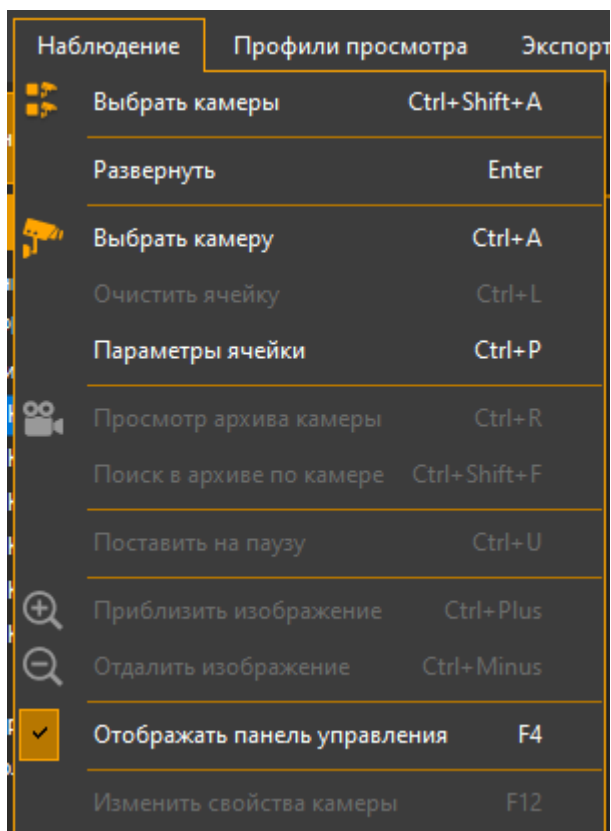 Наблюдение Профили просмотра Экспорт
Выбрать камеры Ctrl+Shift+A
Развернуть Enter
Выбрать камеру Ctrl+A
Очистить ячейку Ctrl+L
Параметры ячейки Ctrl+P
Просмотр архива камеры Ctrl+R
Поиск в архиве по камере Ctrl+Shift+F
Поставить на паузу Ctrl+U
Приблизить изображение Ctrl+Plus
Отдалить изображение Ctrl+Minus
Отображать панель управления F4
Изменить свойства камеры F12